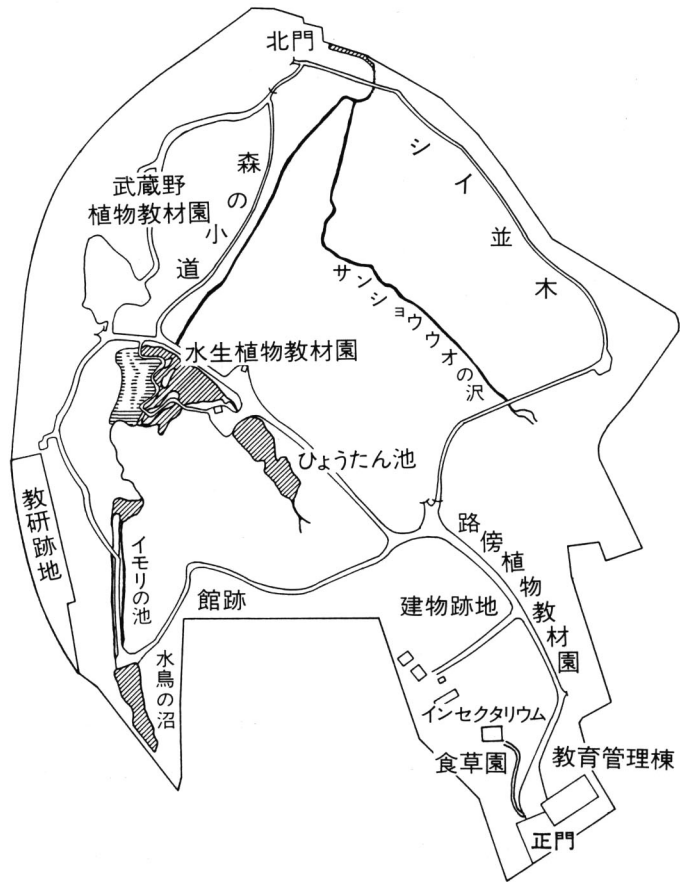 北門
シイ並木
森の小道
武蔵野
植物教材園
サンショウウオの沢
水生植物教材園
ひょうたん池
教研跡地
イモリの池
路傍植物教材園
館跡
建物跡地
水鳥の沼
インセクタリウム
食草園
教育管理棟
正門